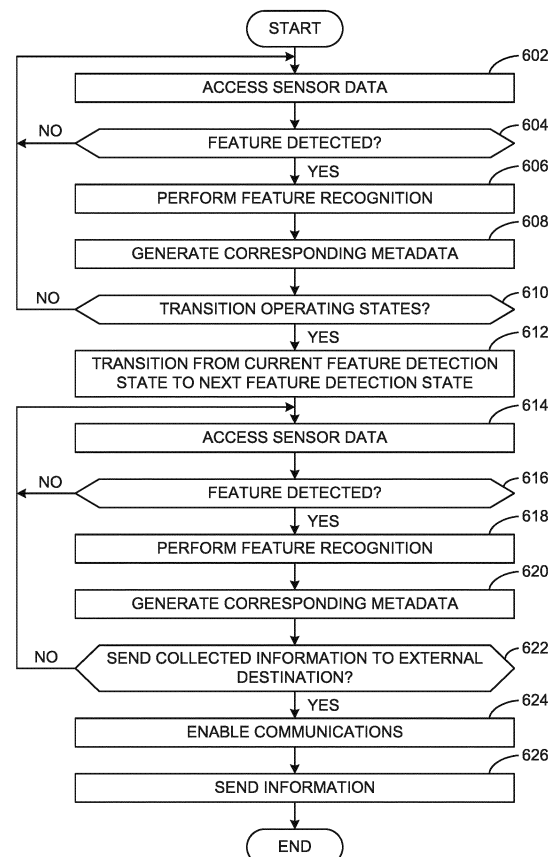 START
602
ACCESS SENSOR DATA
604
NO
FEATURE DETECTED?
YES
606
PERFORM FEATURE RECOGNITION
608
GENERATE CORRESPONDING METADATA
610
NO
TRANSITION OPERATING STATES?
YES
612
TRANSITION FROM CURRENT FEATURE DETECTION
STATE TO NEXT FEATURE DETECTION STATE
614
ACCESS SENSOR DATA
616
NO
FEATURE DETECTED?
YES
618
PERFORM FEATURE RECOGNITION
620
GENERATE CORRESPONDING METADATA
622
NO
SEND COLLECTED INFORMATION TO EXTERNAL
DESTINATION?
YES
624
ENABLE COMMUNICATIONS
626
SEND INFORMATION
END